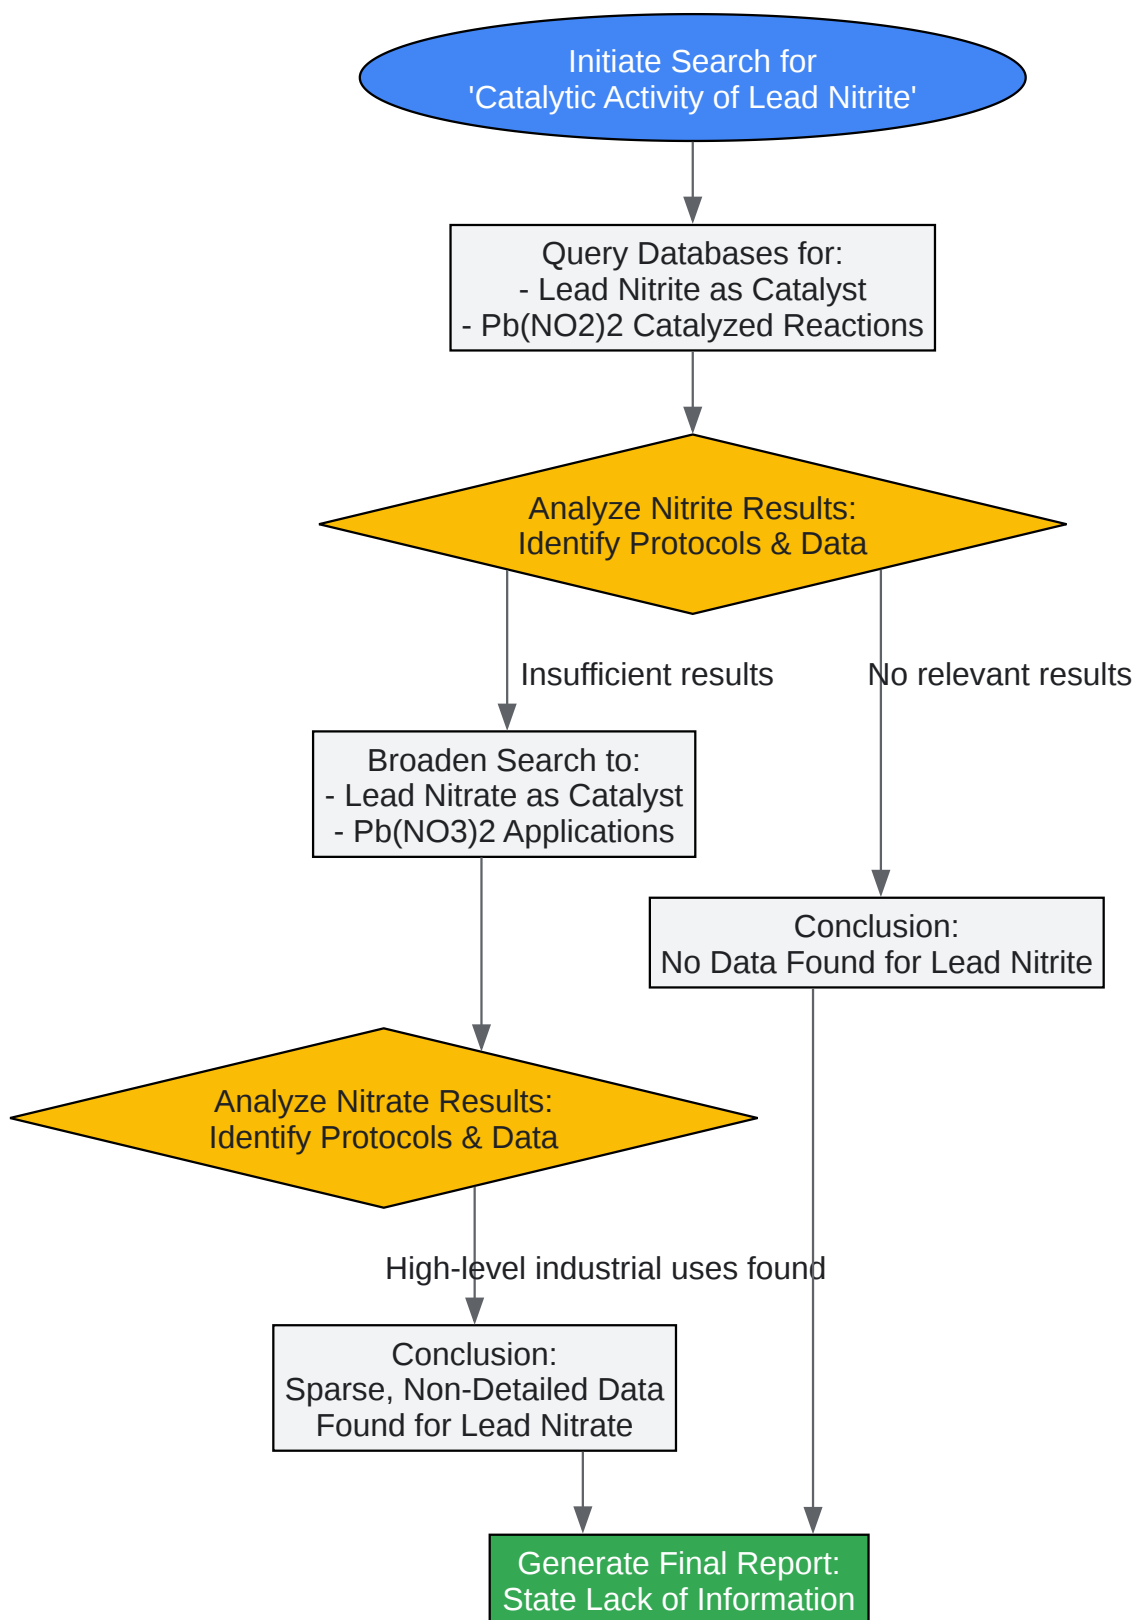 Initiate Search for
'Catalytic Activity of Lead Nitrite'
Query Databases for:
- Lead Nitrite as Catalyst
- Pb(NO2)2 Catalyzed Reactions
Analyze Nitrite Results:
Identify Protocols & Data
Insufficient results
No relevant results
Broaden Search to:
- Lead Nitrate as Catalyst
- Pb(NO3)2 Applications
Conclusion:
No Data Found for Lead Nitrite
Analyze Nitrate Results:
Identify Protocols & Data
High-level industrial uses found
Conclusion:
Sparse, Non-Detailed Data
Found for Lead Nitrate
Generate Final Report:
State Lack of Information